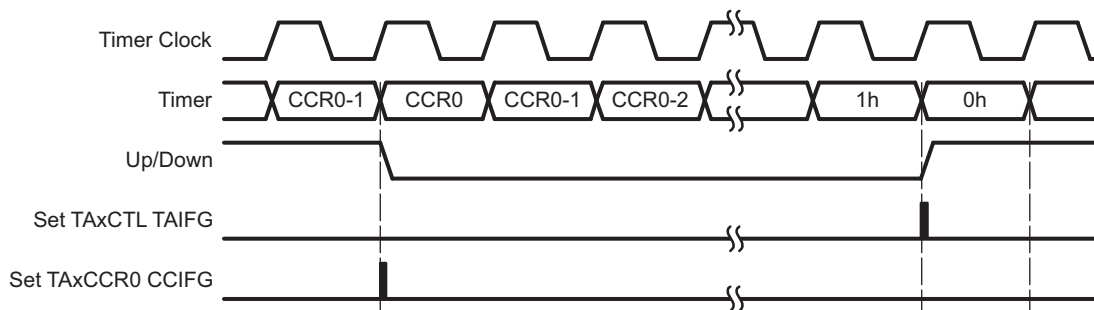 Timer Clock
Timer CCR0-1 CCR0 CCR0-1 CCR0-2 1h 0h
Up/Down
Set TAxCTL TAIFG
Set TAxCCR0 CCIFG